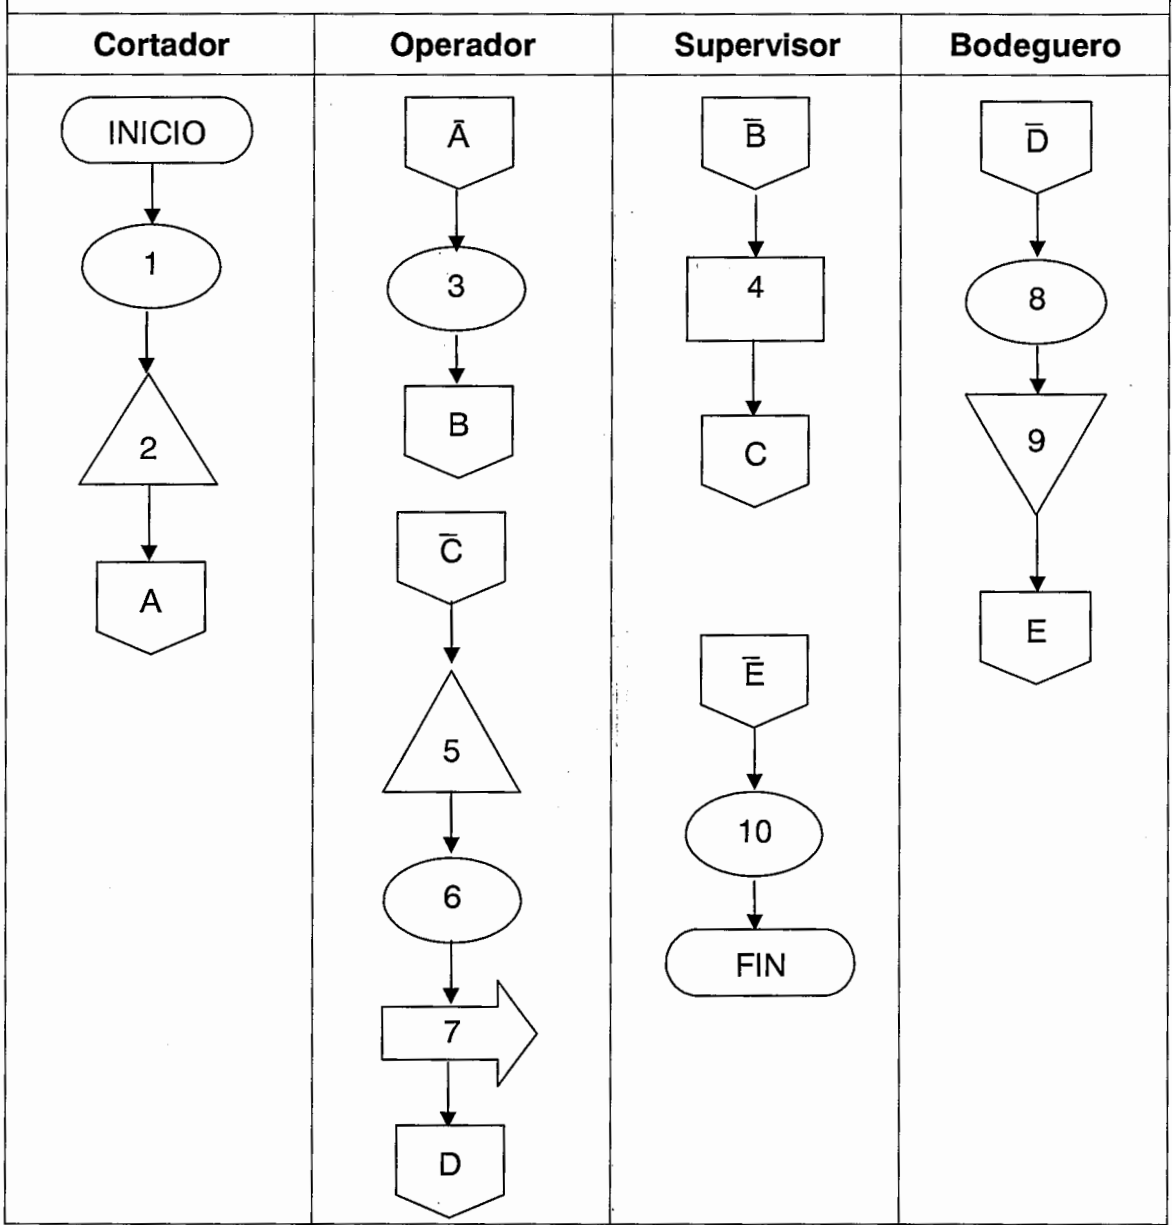 Cortador
Operador
Supervisor
Bodeguero
INICIO
1
2
A
Ā
3
B
C̅
5
6
7
D
B̅
4
C
E̅
10
FIN
D̅
8
9
E